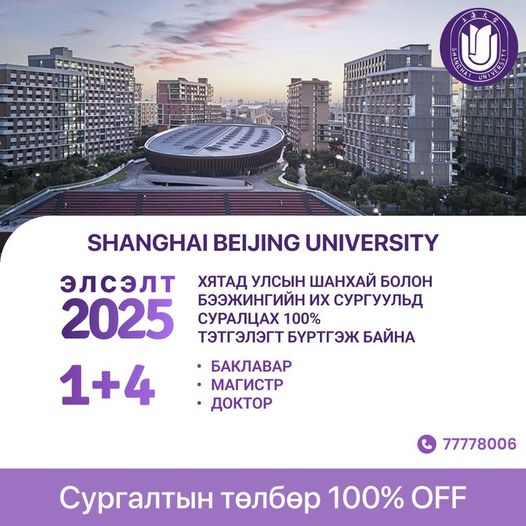 上海大学
SHANGHAI UNIVERSITY
SHANGHAI BEIJING UNIVERSITY
ЭЛСЭЛТ
2025
1+4
ХЯТАД УЛСЫН ШАНХАЙ БОЛОН
БЭЭЖИНГИЙН ИХ СУРГУУЛЬД
СУРАЛЦАХ 100%
ТЭТГЭЛЭГТ БҮРТГЭЖ БАЙНА
• БАКЛАВАР
• МАГИСТР
• ДОКТОР
77778006
Сургалтын төлбөр 100% OFF